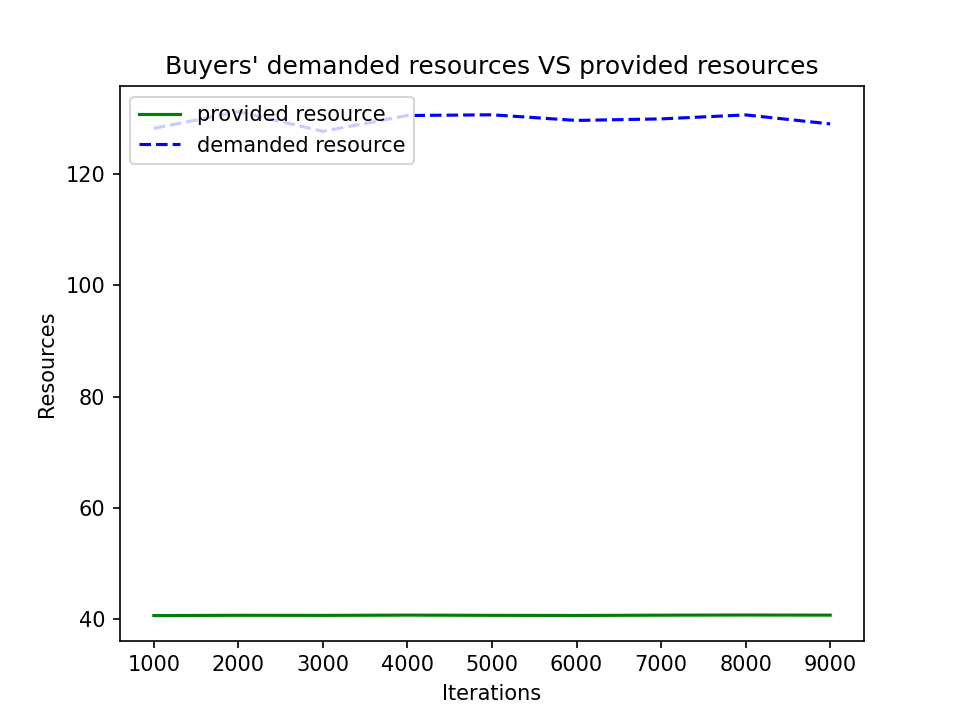 Buyers' demanded resources VS provided resources
provided resource
demanded resource
120
100
80
60
40
Resources
1000 2000 3000 4000 5000 6000 7000 8000 9000
Iterations